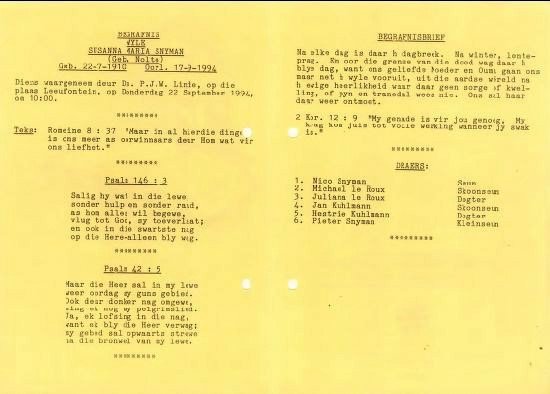 BEGRAFNIS
WYLE
SUSANNA MARIA SNYMAN
(Geb. Nolte)
Geb. 22-7-1910 Oorl. 17-9-1994
Diens waargeneem deur Ds. P.J.W. Linie, op die
plaas Leeufontein, op Donderdag 22 September 1994,
om 10:00.
*********
Teks: Romeine 8 : 37 "Maar in al hierdie dinge
is ons meer as oorwinnaars deur Hom wat vir
ons liefhet."
*********
Psalm 146 : 3
Salig hy wat in die lewe
sonder hulp en sonder raad,
as hom alles wil begewe,
vlug tot God, sy toeverlaat;
en ook in die swartste nag
op die Here-alleen bly wag.
*********
Psalm 42 : 5
Maar die Heer sal in my lewe
weer oordag sy guns gebied.
Ook deur donker nag omgewe,
sing ek nog my pelgrimslied.
Ja, ek lofsing in die nag,
want ek bly die Heer verwag;
my gebed sal opwaarts strewe
na die bronwel van my lewe.
*********
BEGRAFNISBRIEF
Na elke dag is daar 'n dagbreek. Na winter, lente-
prag. En oor die grense van die dood wag daar 'n
blye dag, want ons geliefde Moeder en Ouma gaan ons
maar net 'n wyle vooruit, uit die aardse wêreld na
'n ewige heerlikheid waar daar geen sorge of kwel-
ling, of pyn en traandal wees nie. Ons sal haar
daar weer ontmoet.
2 Kor. 12 : 9 "My genade is vir jou genoeg. My
krag kom juis tot volle werking wanneer jy swak
is."
*********
DRAERS:
1. Nico Snyman Seun
2. Michael le Roux Skoonseun
3. Juliana le Roux Dogter
4. Jan Kuhlmann Skoonseun
5. Hestrie Kuhlmann Dogter
6. Pieter Snyman Kleinseun
*********